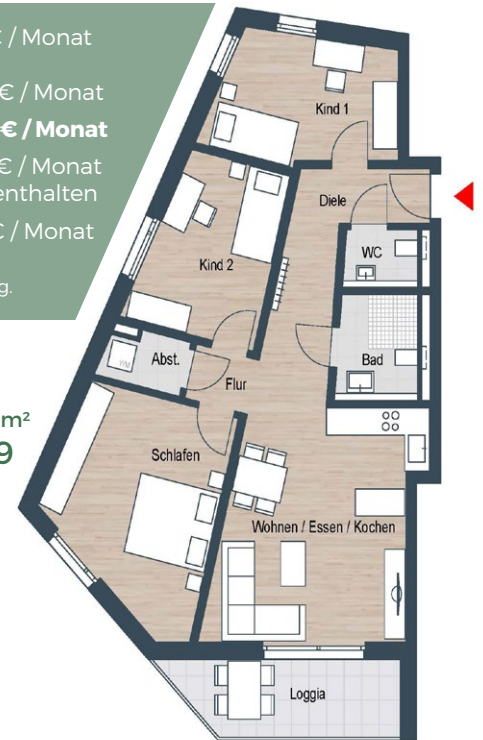 € / Monat
€ / Monat
€ / Monat
€ / Monat
enthalten
€ / Monat
g.
m²
9
Kind 1
Diele
WC
Kind 2
Bad
Abst.
WM
Flur
Schlafen
Wohnen / Essen / Kochen
Loggia